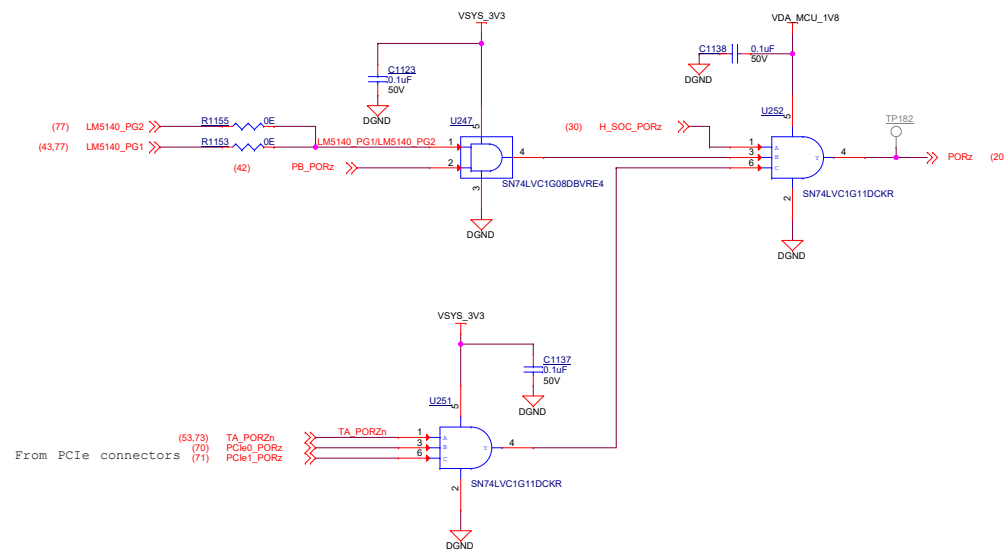 VSYS_3V3
VDA_MCU_1V8
C1123
0.1uF
50V
DGND
5
C1138
0.1uF
50V
DGND
5
U247
U252
TP182
(77) LM5140_PG2
R1155 0E
(43,77) LM5140_PG1
R1153 0E
LM5140_PG1/LM5140_PG2
1
(42) PB_PORz
2
4
3
SN74LVC1G08DBVRE4
DGND
(30) H_SOC_PORz
1 A
3 B
6 C
Y 4
PORz (20
2
SN74LVC1G11DCKR
DGND
VSYS_3V3
C1137
0.1uF
50V
DGND
U251
5
(53,73) TA_PORZn
TA_PORZn
1 A
(70) PCIe0_PORz
3 B
From PCIe connectors (71) PCIe1_PORz
6 C
Y 4
2
SN74LVC1G11DCKR
DGND